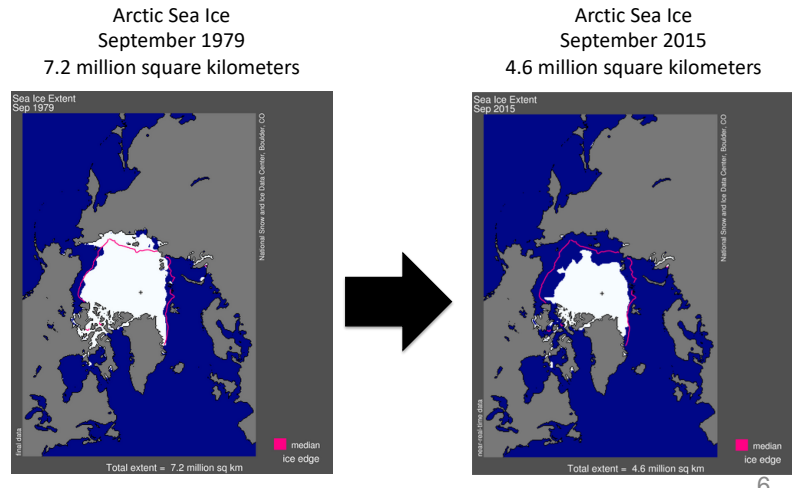 Arctic Sea Ice
September 1979
7.2 million square kilometers
Sea Ice Extent
Sep 1979
National Snow and Ice Data Center, Boulder, CO
final data
median
ice edge
Total extent = 7.2 million sq km
Arctic Sea Ice
September 2015
4.6 million square kilometers
Sea Ice Extent
Sep 2015
National Snow and Ice Data Center, Boulder, CO
near-real-time data
median
ice edge
Total extent = 4.6 million sq km
6